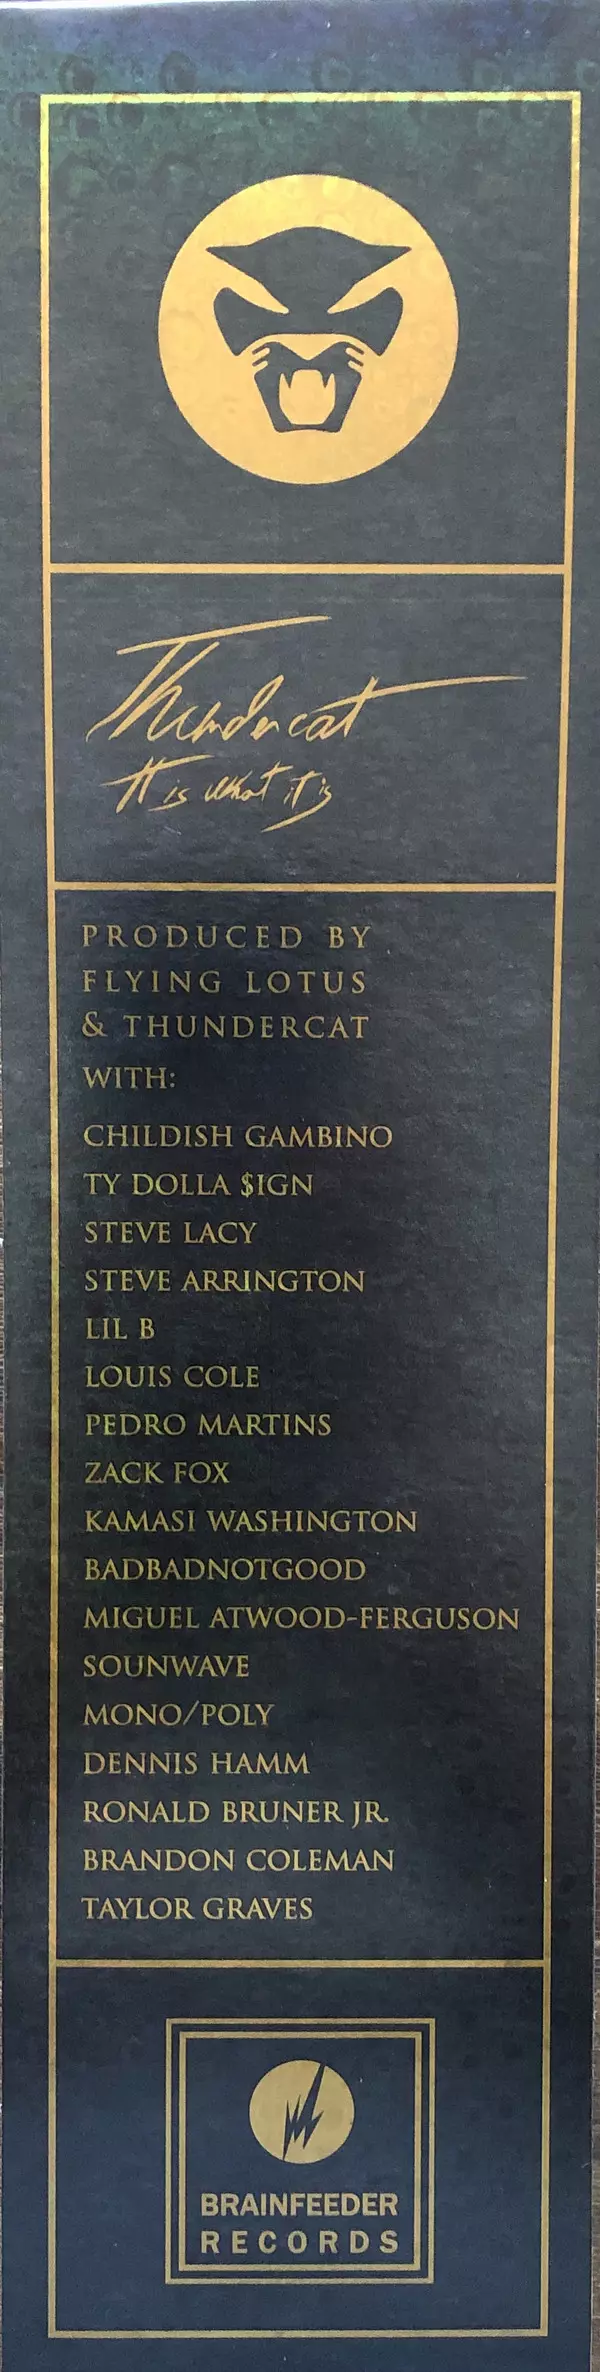 Thundercat
It is what it is
PRODUCED BY
FLYING LOTUS
& THUNDERCAT
WITH:
CHILDISH GAMBINO
TY DOLLA $IGN
STEVE LACY
STEVE ARRINGTON
LIL B
LOUIS COLE
PEDRO MARTINS
ZACK FOX
KAMASI WASHINGTON
BADBADNOTGOOD
MIGUEL ATWOOD-FERGUSON
SOUNWAVE
MONO/POLY
DENNIS HAMM
RONALD BRUNER JR.
BRANDON COLEMAN
TAYLOR GRAVES
BRAINFEEDER
RECORDS